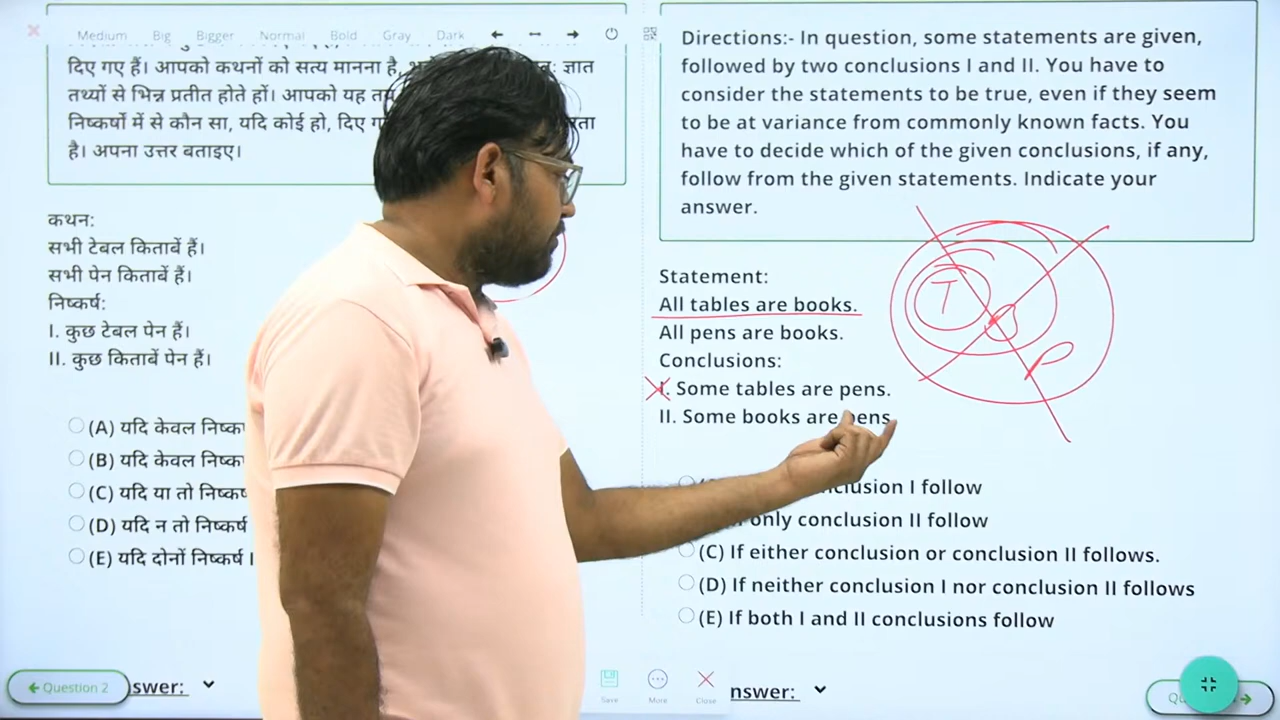 Medium Big Bigger Normal Bold Gray Dark
दिए गए हैं। आपको कथनों को सत्य मानना है, ज्ञात
तथ्यों से भिन्न प्रतीत होते हों। आपको यह
निष्कर्षों में से कौन सा, यदि कोई हो, दिए
है। अपना उत्तर बताइए।
कथन:
सभी टेबल किताबें हैं।
सभी पेन किताबें हैं।
निष्कर्ष:
I. कुछ टेबल पेन हैं।
II. कुछ किताबें पेन हैं।
(A) यदि केवल
(B) यदि केवल
(C) यदि या तो
(D) यदि न तो निष्कर्ष
(E) यदि दोनों निष्कर्ष I
Question 2
swer:
Directions:- In question, some statements are given,
followed by two conclusions I and II. You have to
consider the statements to be true, even if they seem
to be at variance from commonly known facts. You
have to decide which of the given conclusions, if any,
follow from the given statements. Indicate your
answer.
Statement:
All tables are books.
All pens are books.
Conclusions:
I. Some tables are pens.
II. Some books are pens
T
P
I follow
only conclusion II follow
(C) If either conclusion or conclusion II follows.
(D) If neither conclusion I nor conclusion II follows
(E) If both I and II conclusions follow
Save More Close
nswer: